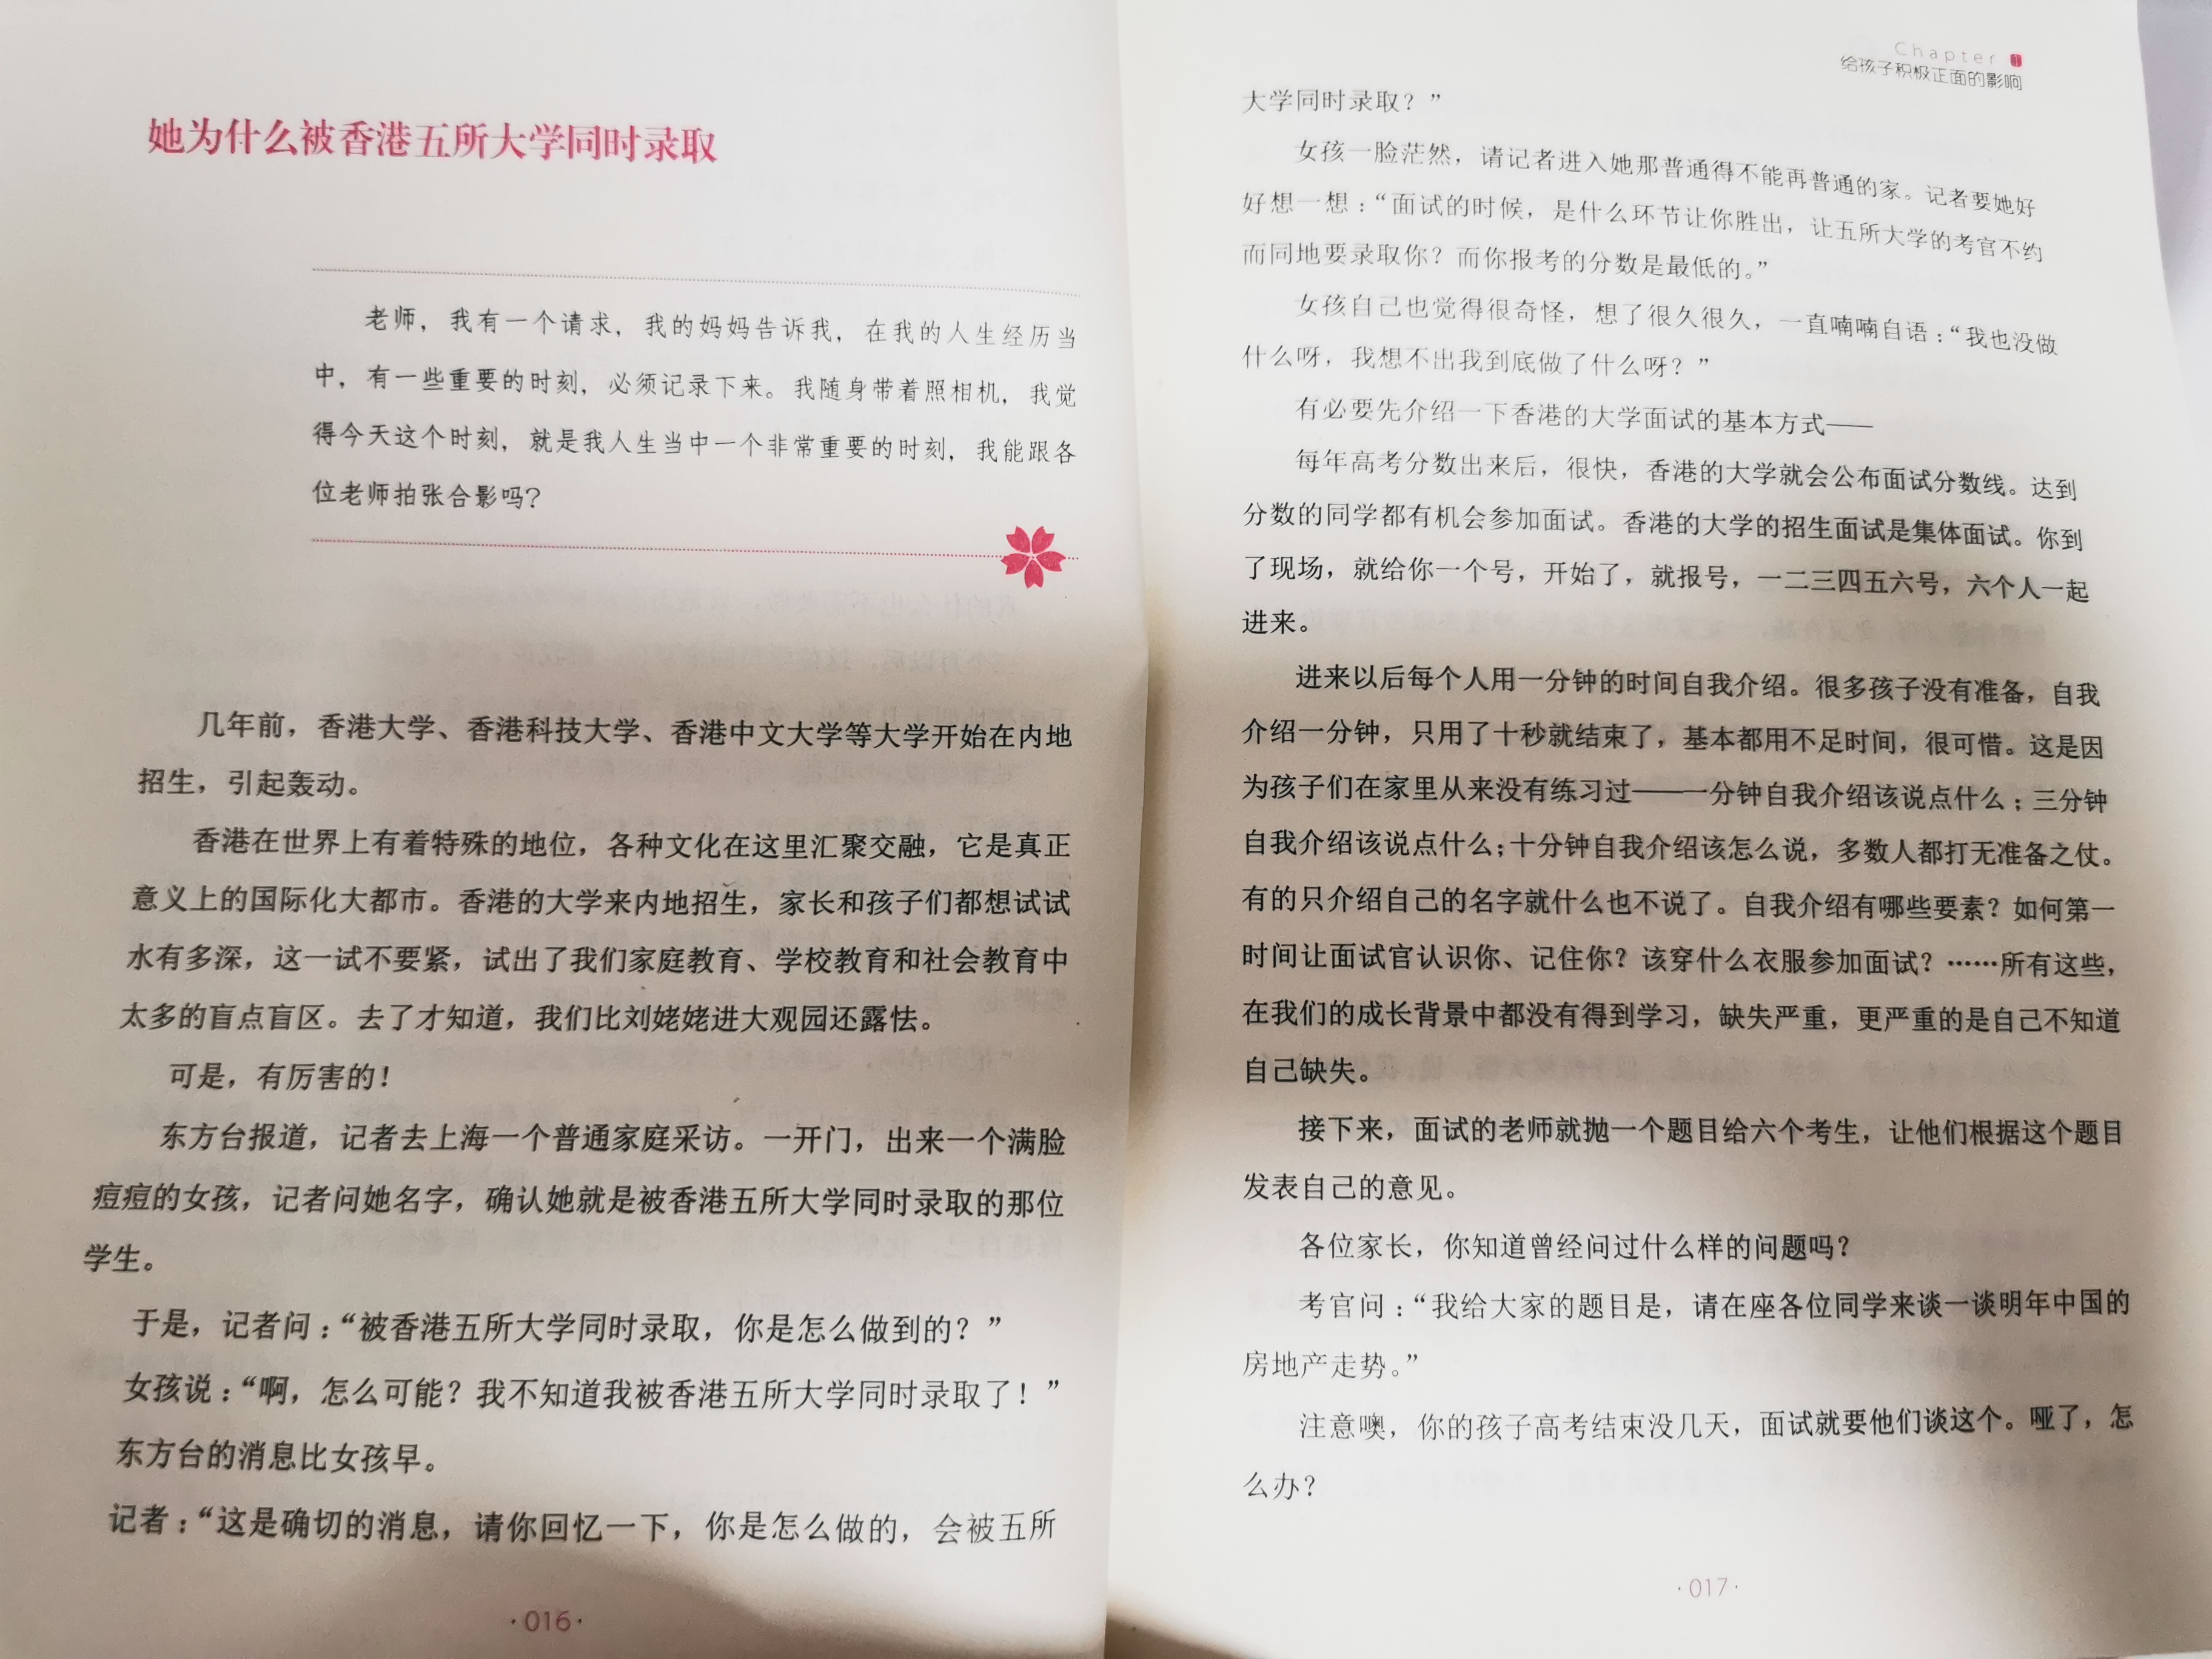 她为什么被香港五所大学同时录取
老师，我有一个请求，我的妈妈告诉我，在我的人生经历当
中，有一些重要的时刻，必须记录下来。我随身带着照相机，我觉
得今天这个时刻，就是我人生当中一个非常重要的时刻，我能跟各
位老师拍张合影吗？
几年前，香港大学、香港科技大学、香港中文大学等大学开始在内地
招生，引起轰动。
香港在世界上有着特殊的地位，各种文化在这里汇聚交融，它是真正
意义上的国际化大都市。香港的大学来内地招生，家长和孩子们都想试试
水有多深，这一试不要紧，试出了我们家庭教育、学校教育和社会教育中
太多的盲点盲区。去了才知道，我们比刘姥姥进大观园还露怯。
可是，有厉害的！
东方台报道，记者去上海一个普通家庭采访。一开门，出来一个满脸
痘痘的女孩，记者问她名字，确认她就是被香港五所大学同时录取的那位
学生。
于是，记者问：“被香港五所大学同时录取，你是怎么做到的？”
女孩说：“啊，怎么可能？我不知道我被香港五所大学同时录取了！”
东方台的消息比女孩早。
记者：“这是确切的消息，请你回忆一下，你是怎么做的，会被五所
·016·
Chapter 1
给孩子积极正面的影响
大学同时录取？”
女孩一脸茫然，请记者进入她那普通得不能再普通的家。记者要她好
好想一想：“面试的时候，是什么环节让你胜出，让五所大学的考官不约
而同地要录取你？而你报考的分数是最低的。”
女孩自己也觉得很奇怪，想了很久很久，一直喃喃自语：“我也没做
什么呀，我想不出我到底做了什么呀？”
有必要先介绍一下香港的大学面试的基本方式——
每年高考分数出来后，很快，香港的大学就会公布面试分数线。达到
分数的同学都有机会参加面试。香港的大学的招生面试是集体面试。你到
了现场，就给你一个号，开始了，就报号，一二三四五六号，六个人一起
进来。
进来以后每个人用一分钟的时间自我介绍。很多孩子没有准备，自我
介绍一分钟，只用了十秒就结束了，基本都用不足时间，很可惜。这是因
为孩子们在家里从来没有练习过——一分钟自我介绍该说点什么；三分钟
自我介绍该说点什么；十分钟自我介绍该怎么说，多数人都打无准备之仗。
有的只介绍自己的名字就什么也不说了。自我介绍有哪些要素？如何第一
时间让面试官认识你、记住你？该穿什么衣服参加面试？……所有这些，
在我们的成长背景中都没有得到学习，缺失严重，更严重的是自己不知道
自己缺失。
接下来，面试的老师就抛一个题目给六个考生，让他们根据这个题目
发表自己的意见。
各位家长，你知道曾经问过什么样的问题吗？
考官问：“我给大家的题目是，请在座各位同学来谈一谈明年中国的
房地产走势。”
注意噢，你的孩子高考结束没几天，面试就要他们谈这个。哑了，怎
么办？
·017·